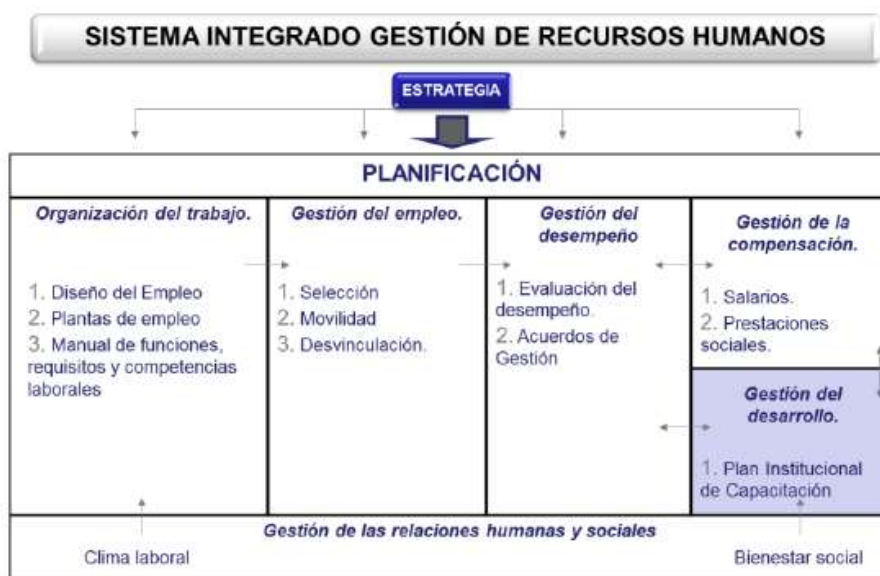 SISTEMA INTEGRADO GESTIÓN DE RECURSOS HUMANOS
ESTRATEGIA
PLANIFICACIÓN
Organización del trabajo.
1. Diseño del Empleo
2. Plantas de empleo
3. Manual de funciones,
requisitos y competencias
laborales
Gestión del empleo.
1. Selección
2. Movilidad
3. Desvinculación.
Gestión del
desempeño
1. Evaluación del
desempeño.
2. Acuerdos de
Gestión
Gestión de la
compensación.
1. Salarios.
2. Prestaciones
sociales.
Gestión del
desarrollo.
1. Plan Institucional
de Capacitación
Gestión de las relaciones humanas y sociales
Clima laboral
Bienestar social